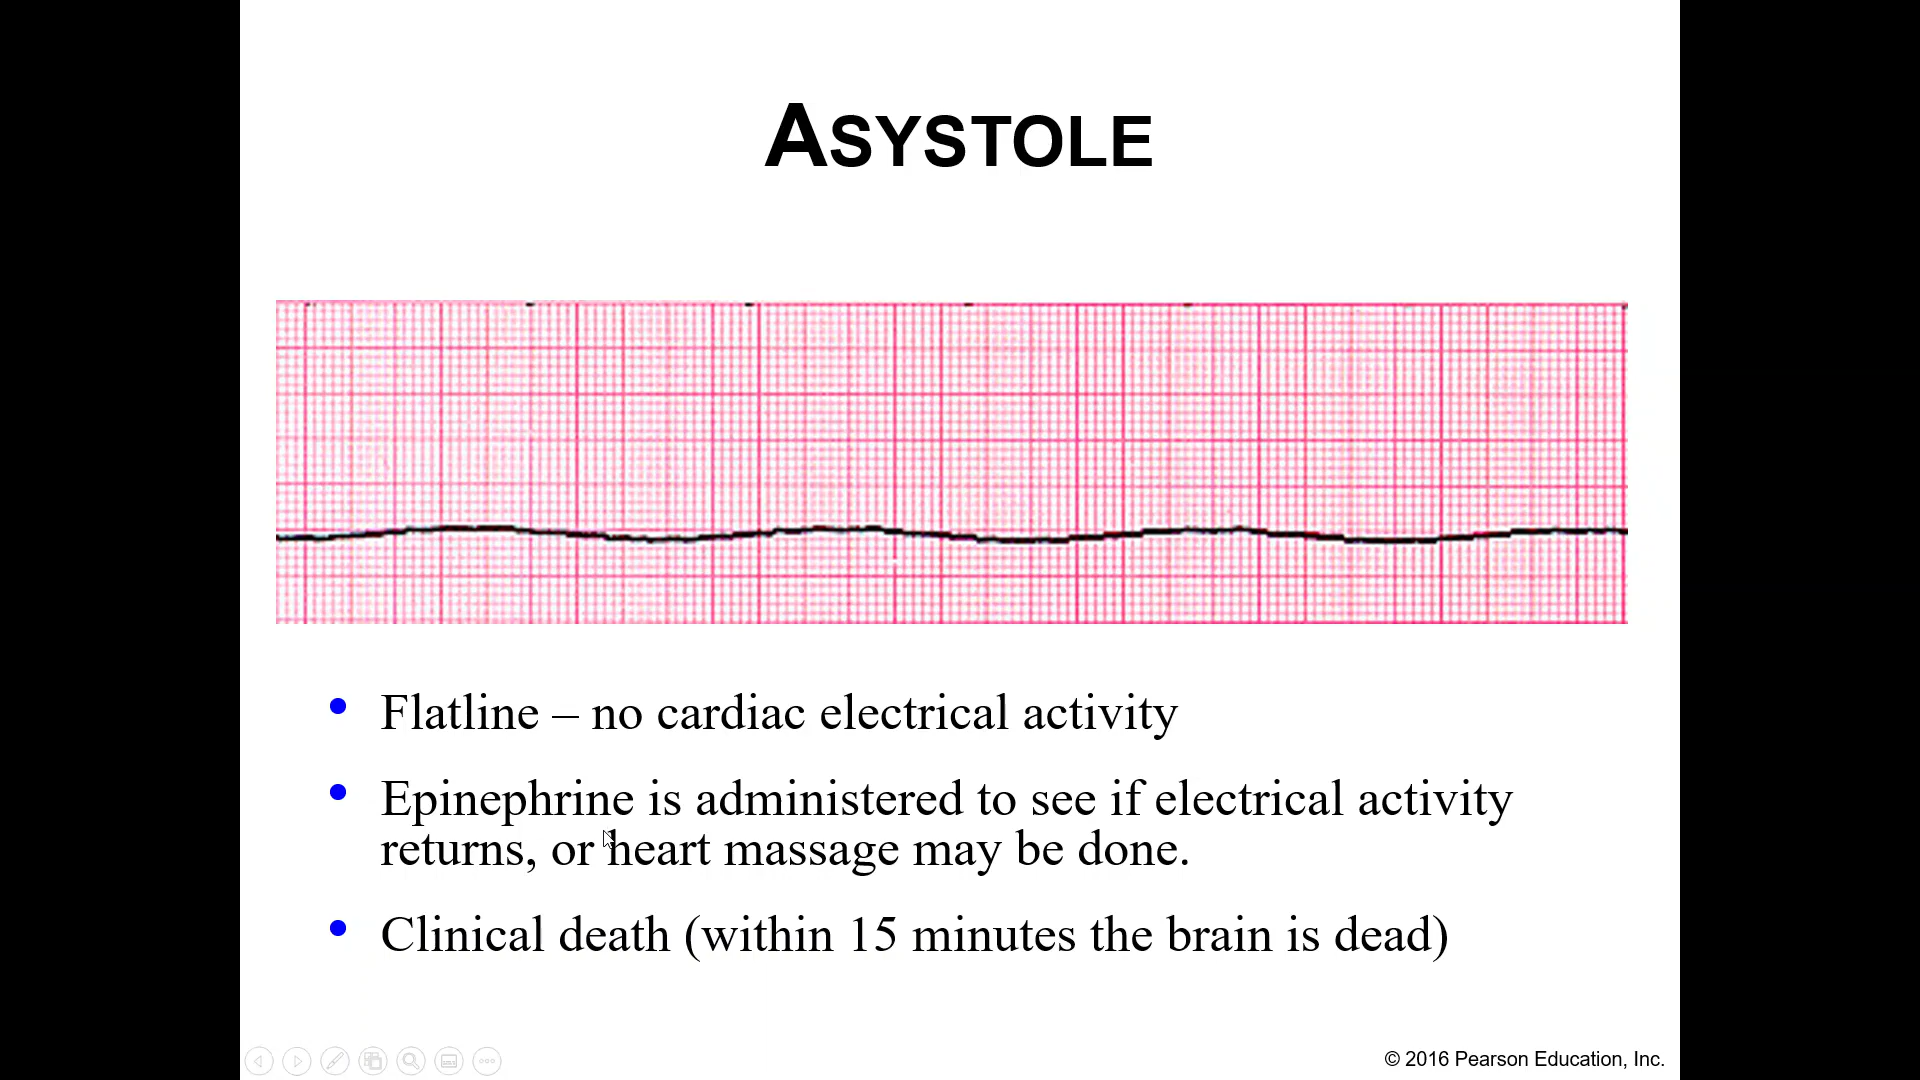 ASYSTOLE
• Flatline – no cardiac electrical activity
• Epinephrine is administered to see if electrical activity
returns, or heart massage may be done.
• Clinical death (within 15 minutes the brain is dead)
© 2016 Pearson Education, Inc.